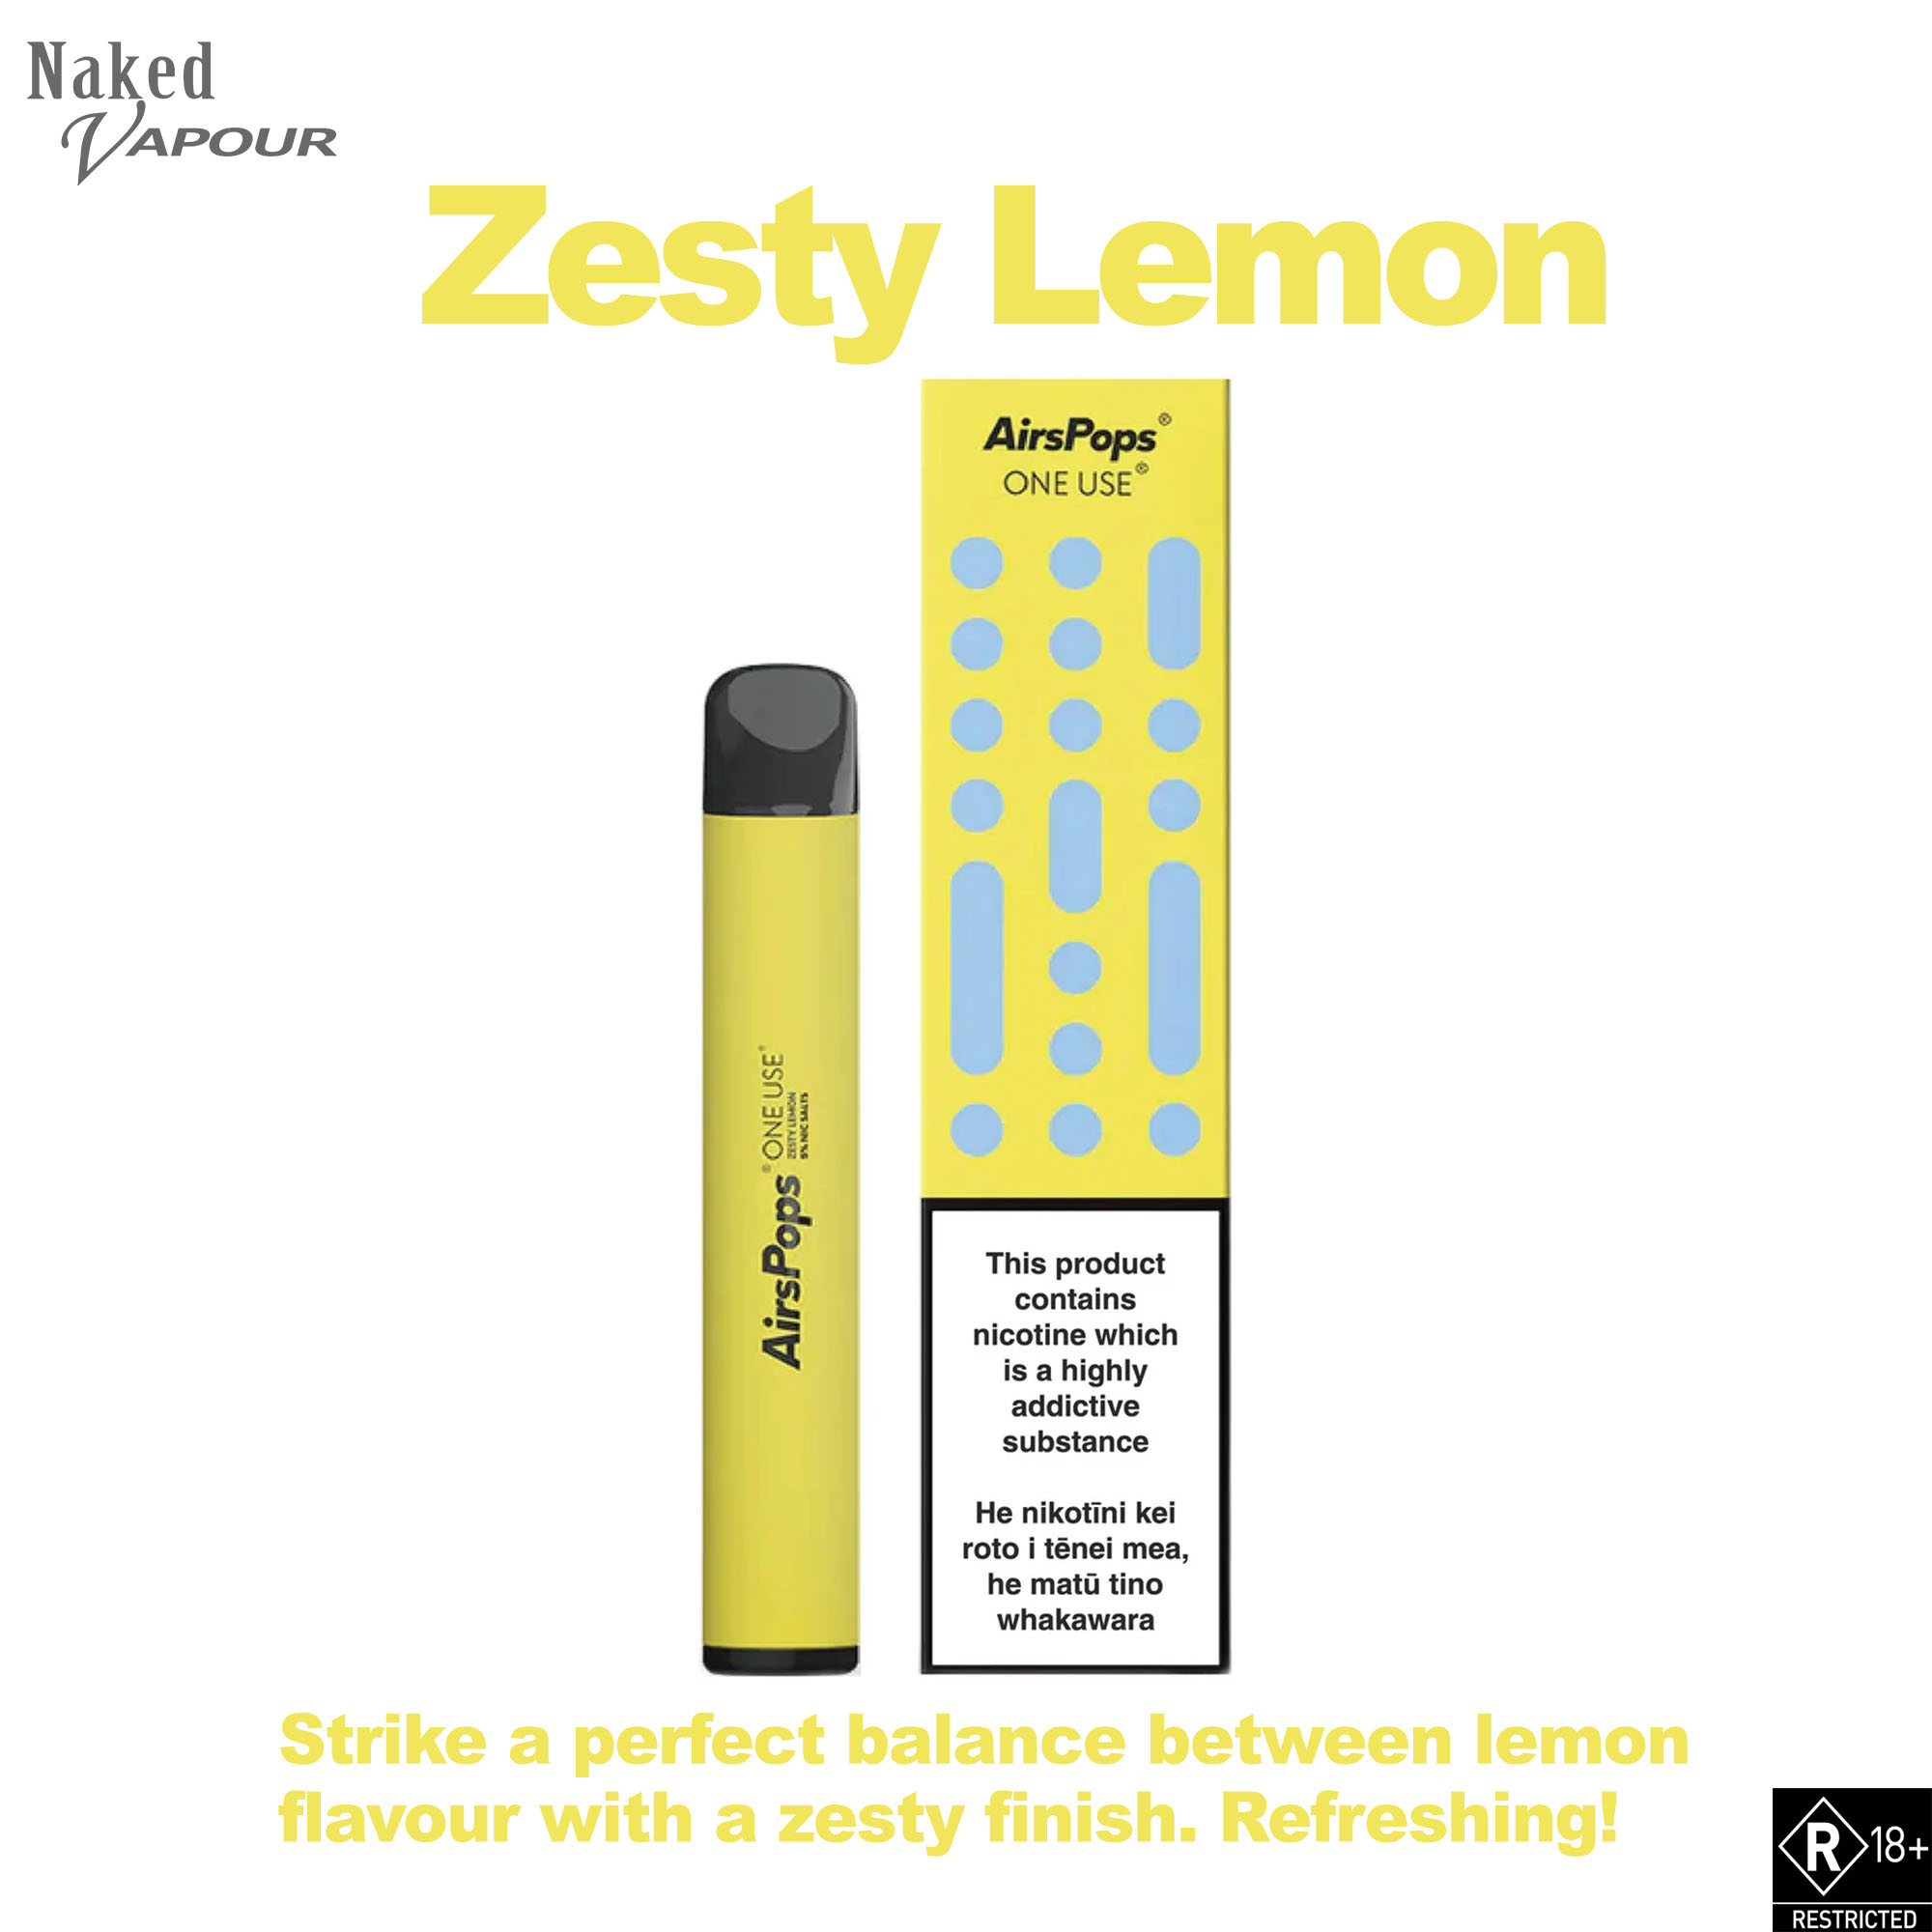 Naked
VAPOUR
Zesty Lemon
AirsPops®
ONE USE®
AirsPops® ONE USE®
ZESTY LEMON
5% NIC SALTS
This product
contains
nicotine which
is a highly
addictive
substance
He nikotīni kei
roto i tēnei mea,
he matū tino
whakawara
Strike a perfect balance between lemon
flavour with a zesty finish. Refreshing!
R 18+
RESTRICTED